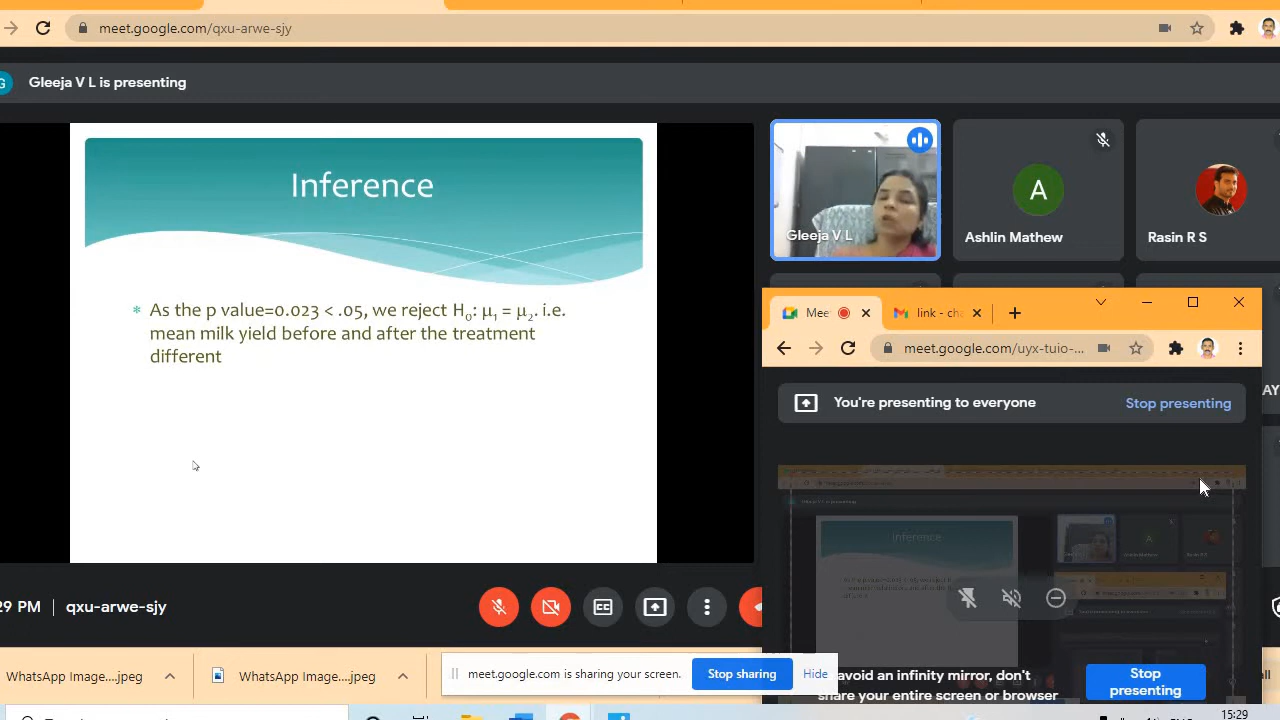 meet.google.com/qxu-arwe-sjy
Gleeja V L is presenting
Inference
As the p value=0.023 < .05, we reject H₀: μ₁ = μ₂. i.e.
mean milk yield before and after the treatment
different
Gleeja V L
A
Ashlin Mathew
Rasin R S
Mee
link - cha
meet.google.com/uyx-tuio-...
You're presenting to everyone
Stop presenting
Inference
avoid an infinity mirror, don't
share your entire screen or browser
Stop
presenting
29 PM
qxu-arwe-sjy
WhatsApp Image....jpeg
WhatsApp Image....jpeg
meet.google.com is sharing your screen.
Stop sharing
Hide
AY
all
15:29